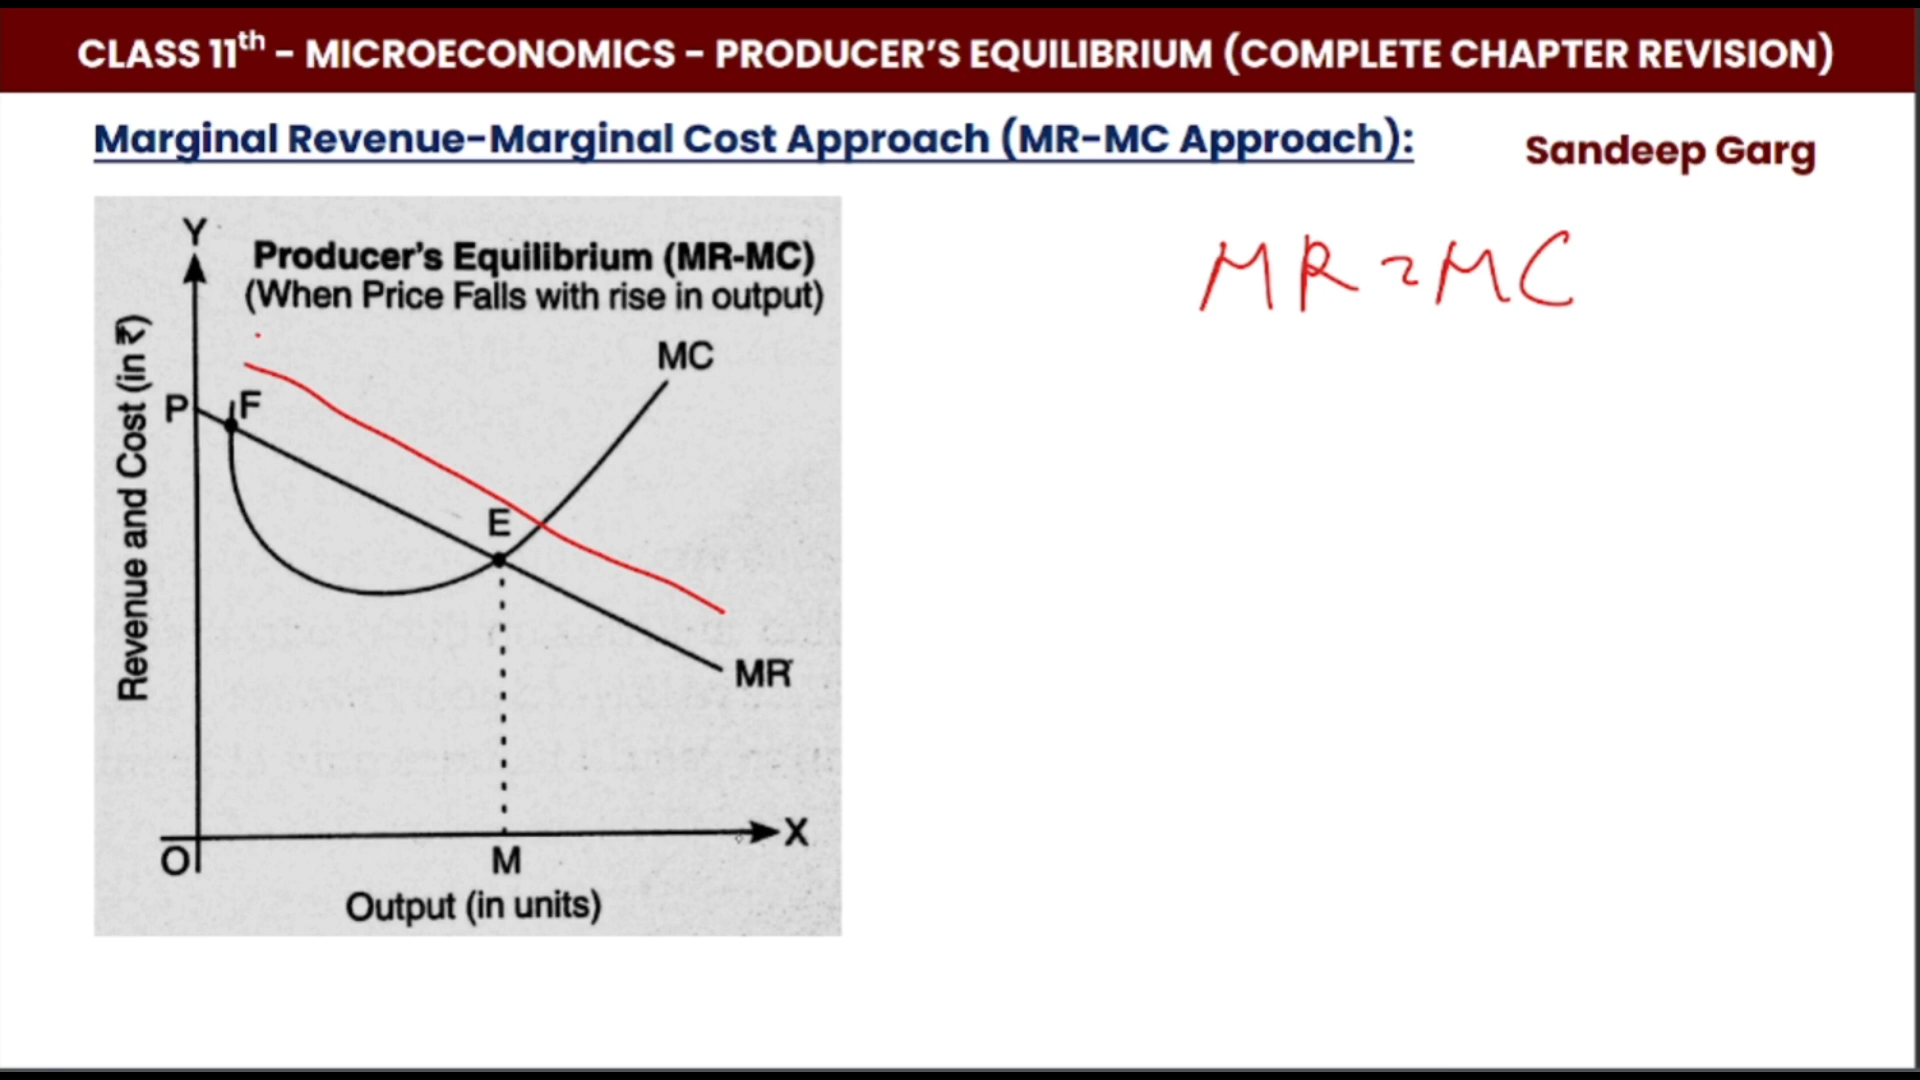 CLASS 11th - MICROECONOMICS - PRODUCER'S EQUILIBRIUM (COMPLETE CHAPTER REVISION)
Marginal Revenue-Marginal Cost Approach (MR-MC Approach):
Sandeep Garg
MR = MC
Y
Producer's Equilibrium (MR-MC)
(When Price Falls with rise in output)
Revenue and Cost (in ₹)
MC
P
F
E
MR
X
O
M
Output (in units)